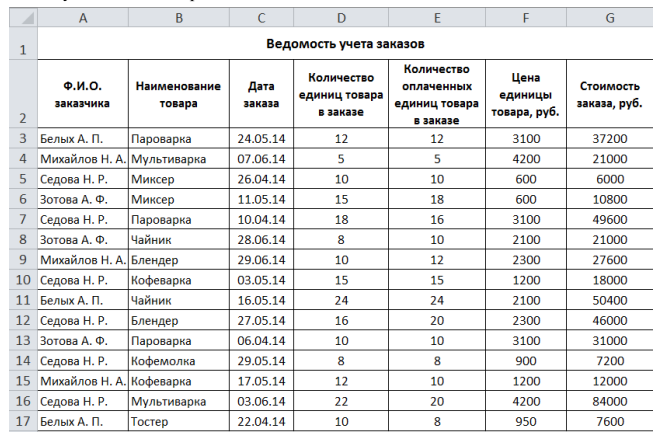 A B C D E F G
1 Ведомость учета заказов
2 Ф.И.О. заказчика Наименование товара Дата заказа Количество единиц товара в заказе Количество оплаченных единиц товара в заказе Цена единицы товара, руб. Стоимость заказа, руб.
3 Белых А. П. Пароварка 24.05.14 12 12 3100 37200
4 Михайлов Н. А. Мультиварка 07.06.14 5 5 4200 21000
5 Седова Н. Р. Миксер 26.04.14 10 10 600 6000
6 Зотова А. Ф. Миксер 11.05.14 15 18 600 10800
7 Седова Н. Р. Пароварка 10.04.14 18 16 3100 49600
8 Зотова А. Ф. Чайник 28.06.14 8 10 2100 21000
9 Михайлов Н. А. Блендер 29.06.14 10 12 2300 27600
10 Седова Н. Р. Кофеварка 03.05.14 15 15 1200 18000
11 Белых А. П. Чайник 16.05.14 24 24 2100 50400
12 Седова Н. Р. Блендер 27.05.14 16 20 2300 46000
13 Зотова А. Ф. Пароварка 06.04.14 10 10 3100 31000
14 Седова Н. Р. Кофемолка 29.05.14 8 8 900 7200
15 Михайлов Н. А. Кофеварка 17.05.14 12 10 1200 12000
16 Седова Н. Р. Мультиварка 03.06.14 22 20 4200 84000
17 Белых А. П. Тостер 22.04.14 10 8 950 7600